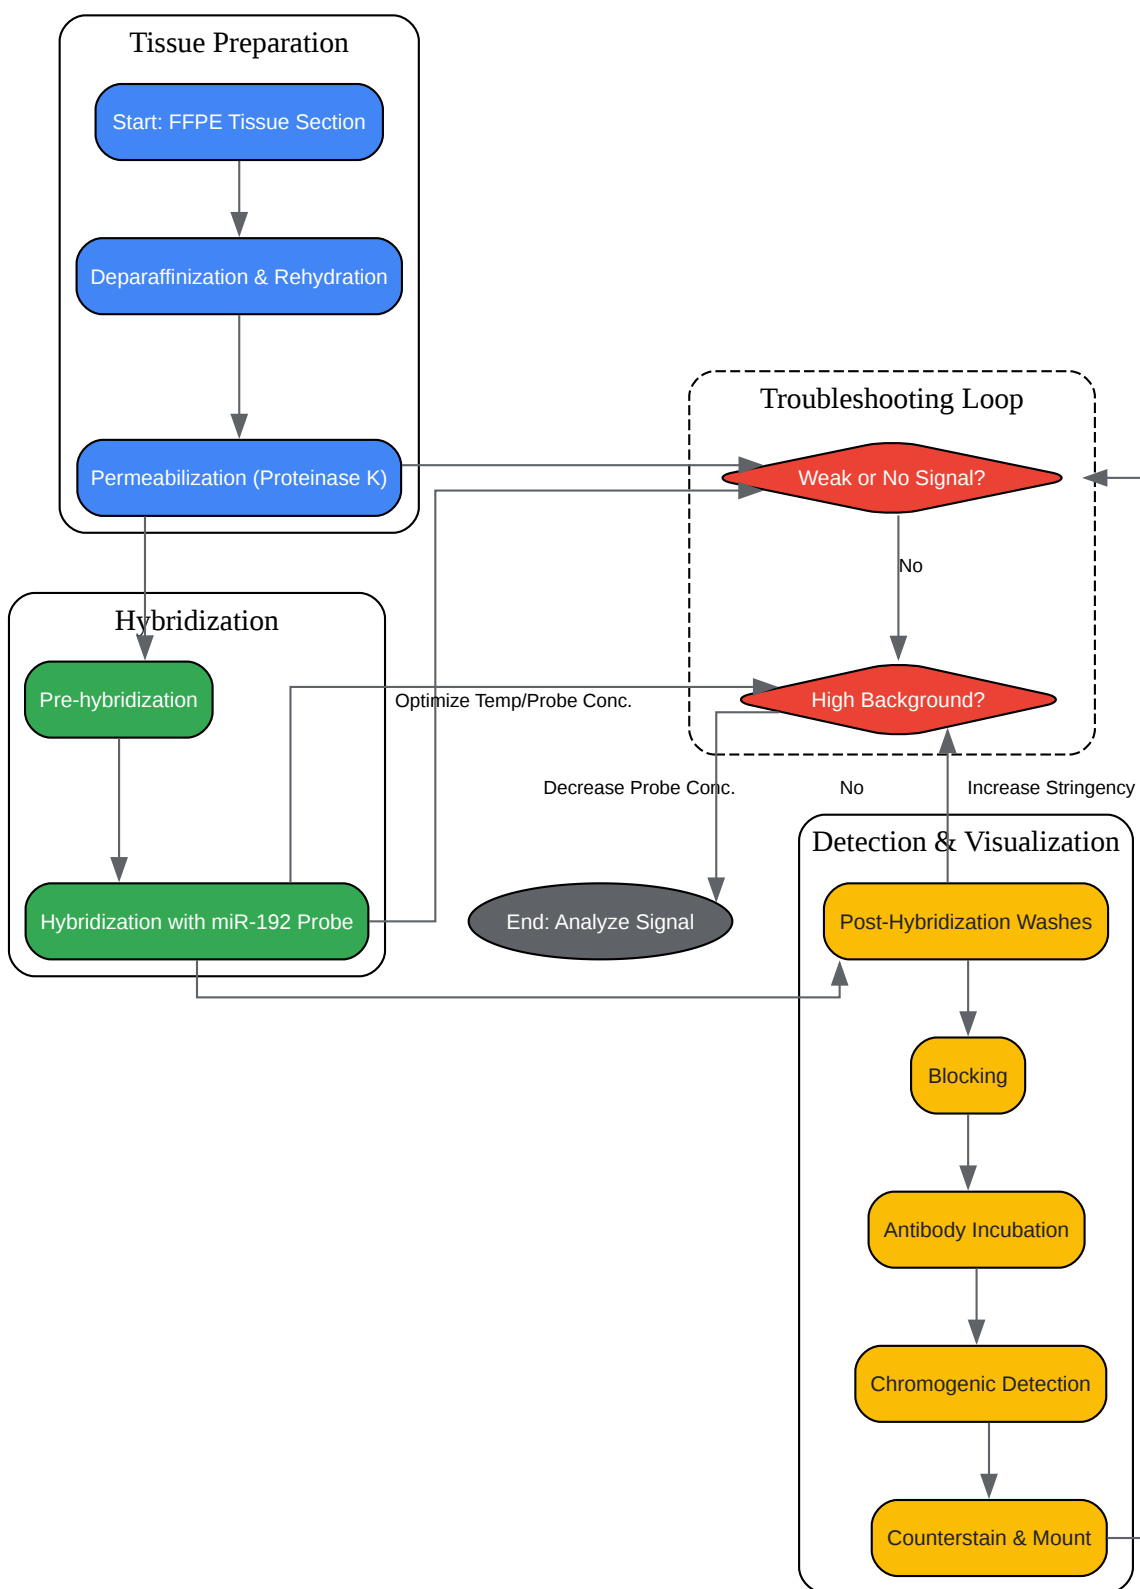 Tissue Preparation
Start: FFPE Tissue Section
Deparaffinization & Rehydration
Permeabilization (Proteinase K)
Troubleshooting Loop
Weak or No Signal?
No
High Background?
Hybridization
Pre-hybridization
Optimize Temp/Probe Conc.
Decrease Probe Conc.
No
Increase Stringency
Hybridization with miR-192 Probe
End: Analyze Signal
Detection & Visualization
Post-Hybridization Washes
Blocking
Antibody Incubation
Chromogenic Detection
Counterstain & Mount